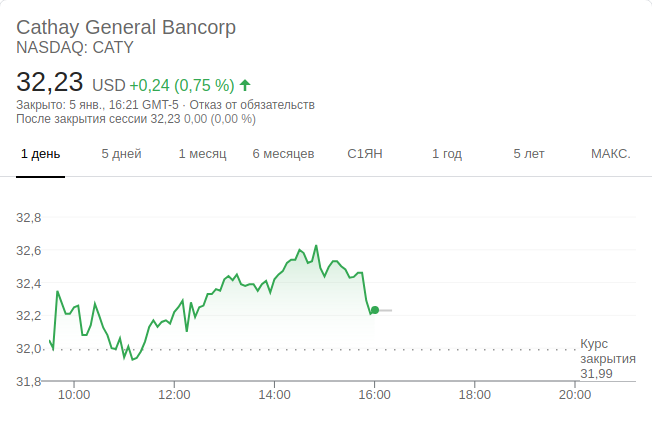 Cathay General Bancorp
NASDAQ: CATY
32,23 USD +0,24 (0,75 %)
Закрыто: 5 янв., 16:21 GMT-5 · Отказ от обязательств
После закрытия сессии 32,23 0,00 (0,00 %)
1 день 5 дней 1 месяц 6 месяцев С1ЯН 1 год 5 лет МАКС.
32,8
32,6
32,4
32,2
32,0
Курс
закрытия
31,99
31,8
10:00 12:00 14:00 16:00 18:00 20:00